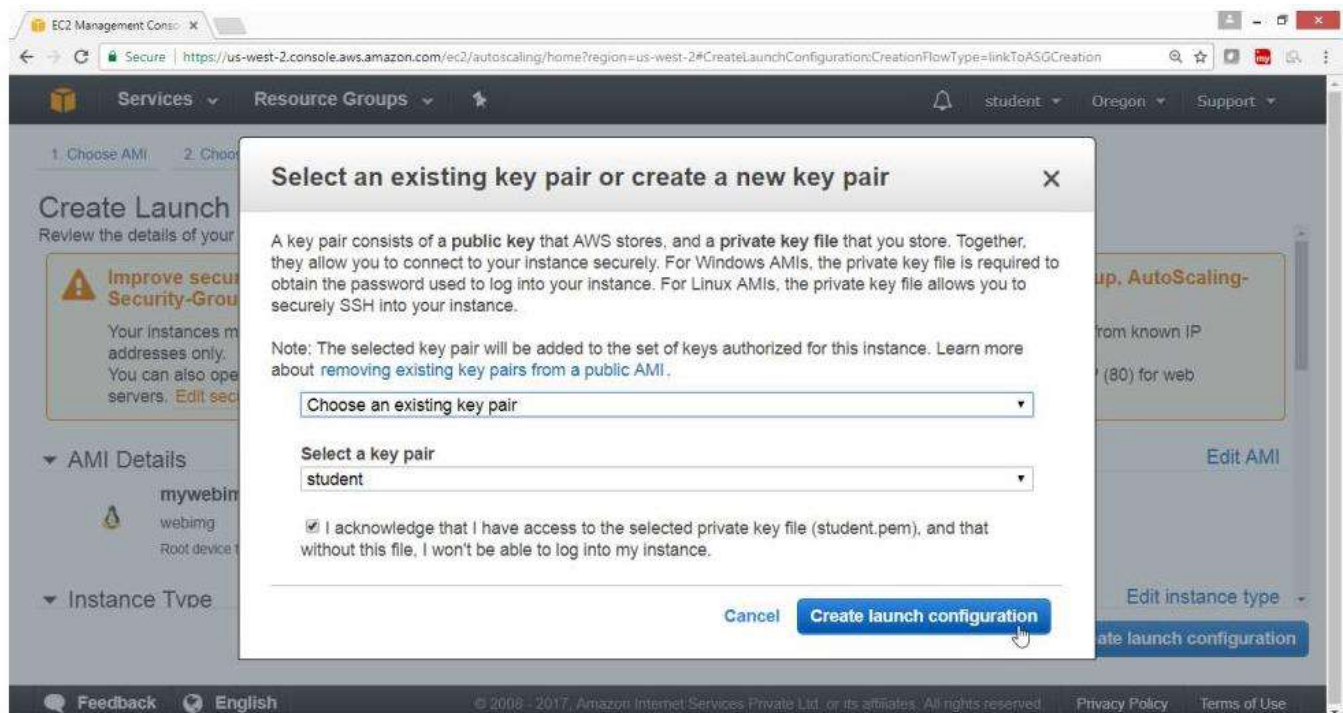 EC2 Management Conso
Secure | https://us-west-2.console.aws.amazon.com/ec2/autoscaling/home?region=us-west-2#CreateLaunchConfiguration:CreationFlowType=linkToASGCreation
my
Services Resource Groups student Oregon Support
1. Choose AMI 2. Choos
Select an existing key pair or create a new key pair
Create Launch
Review the details of your
A key pair consists of a public key that AWS stores, and a private key file that you store. Together,
they allow you to connect to your instance securely. For Windows AMIs, the private key file is required to
obtain the password used to log into your instance. For Linux AMIs, the private key file allows you to
securely SSH into your instance.
Improve secu up, AutoScaling-
Security-Grou
Your instances m from known IP
addresses only.
You can also ope (80) for web
servers. Edit sec
Note: The selected key pair will be added to the set of keys authorized for this instance. Learn more
about removing existing key pairs from a public AMI.
Choose an existing key pair
Select a key pair
student
AMI Details Edit AMI
mywebim
webimg
Root device t
I acknowledge that I have access to the selected private key file (student.pem), and that
without this file, I won't be able to log into my instance.
Instance Type Edit instance type
Cancel Create launch configuration
ate launch configuration
Feedback English © 2008 - 2017, Amazon Internet Services Private Ltd. or its affiliates. All rights reserved. Privacy Policy Terms of Use